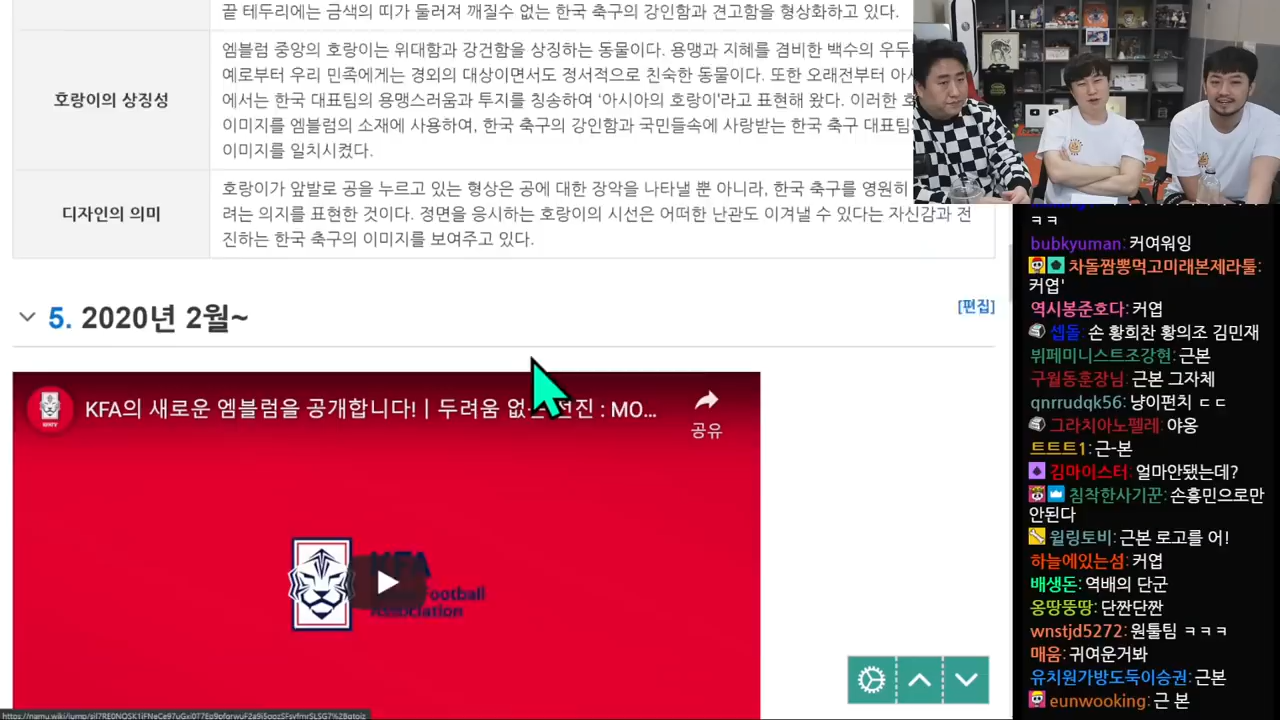 끝 테두리에는 금색의 띠가 둘러져 깨질수 없는 한국 축구의 강인함과 견고함을 형상화하고 있다.
호랑이의 상징성
엠블럼 중앙의 호랑이는 위대함과 강건함을 상징하는 동물이다. 용맹과 지혜를 겸비한 백수의 우두
예로부터 우리 민족에게는 경외의 대상이면서도 정서적으로 친숙한 동물이다. 또한 오래전부터 아시
에서는 한국 대표팀의 용맹스러움과 투지를 칭송하여 ‘아시아의 호랑이'라고 표현해 왔다. 이러한 호
이미지를 엠블럼의 소재에 사용하여, 한국 축구의 강인함과 국민들속에 사랑받는 한국 축구 대표팀
이미지를 일치시켰다.
디자인의 의미
호랑이가 앞발로 공을 누르고 있는 형상은 공에 대한 장악을 나타낼 뿐 아니라, 한국 축구를 영원히
려는 의지를 표현한 것이다. 정면을 응시하는 호랑이의 시선은 어떠한 난관도 이겨낼 수 있다는 자신감과 전
진하는 한국 축구의 이미지를 보여주고 있다.
5. 2020년 2월~
[편집]
KFA의 새로운 엠블럼을 공개합니다! | 두려움 없는 전진 : MO...
공유
KFA
Football
Association
ㅋㅋ
bubkyuman: 커여워잉
차돌짬뽕먹고미래본제라툴:
커엽'
역시봉준호다: 커엽
셉돌: 손 황희찬 황의조 김민재
뷔페미니스트조강현: 근본
구월동훈장님: 근본 그자체
qnrrudqk56: 냥이펀치 ㄷㄷ
그라치아노펠레: 야옹
트트트1: 근-본
김마이스터: 얼마안됐는데?
침착한사기꾼: 손흥민으로만
안된다
윌링토비: 근본 로고를 어!
하늘에있는섬: 커엽
배생돈: 역배의 단군
옹땅뚱땅: 단짠단짠
wnstjd5272: 원툴팀 ㅋㅋㅋ
매움: 귀여운거봐
유치원가방도둑이승권: 근본
eunwooking: 근 본